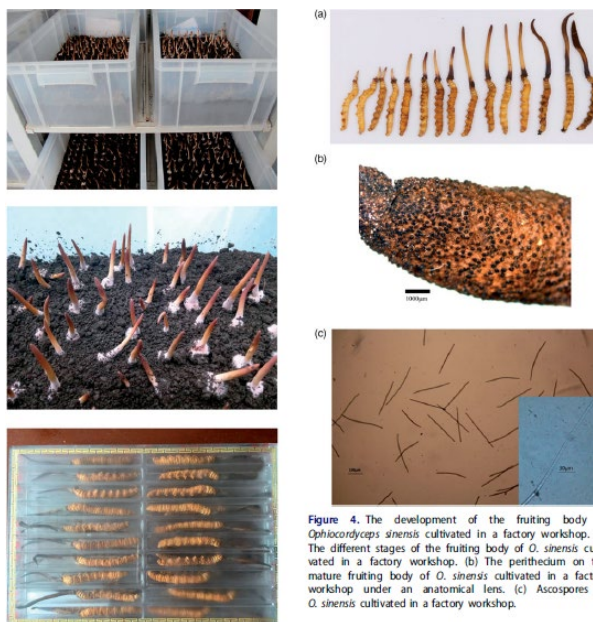 (a)
(b)
1000μm
(c)
Figure 4. The development of the fruiting body
Ophiocordyceps sinensis cultivated in a factory workshop.
The different stages of the fruiting body of O. sinensis cul
vated in a factory workshop. (b) The perithecium on
mature fruiting body of O. sinensis cultivated in a fact
workshop under an anatomical lens. (c) Ascospores
O. sinensis cultivated in a factory workshop.